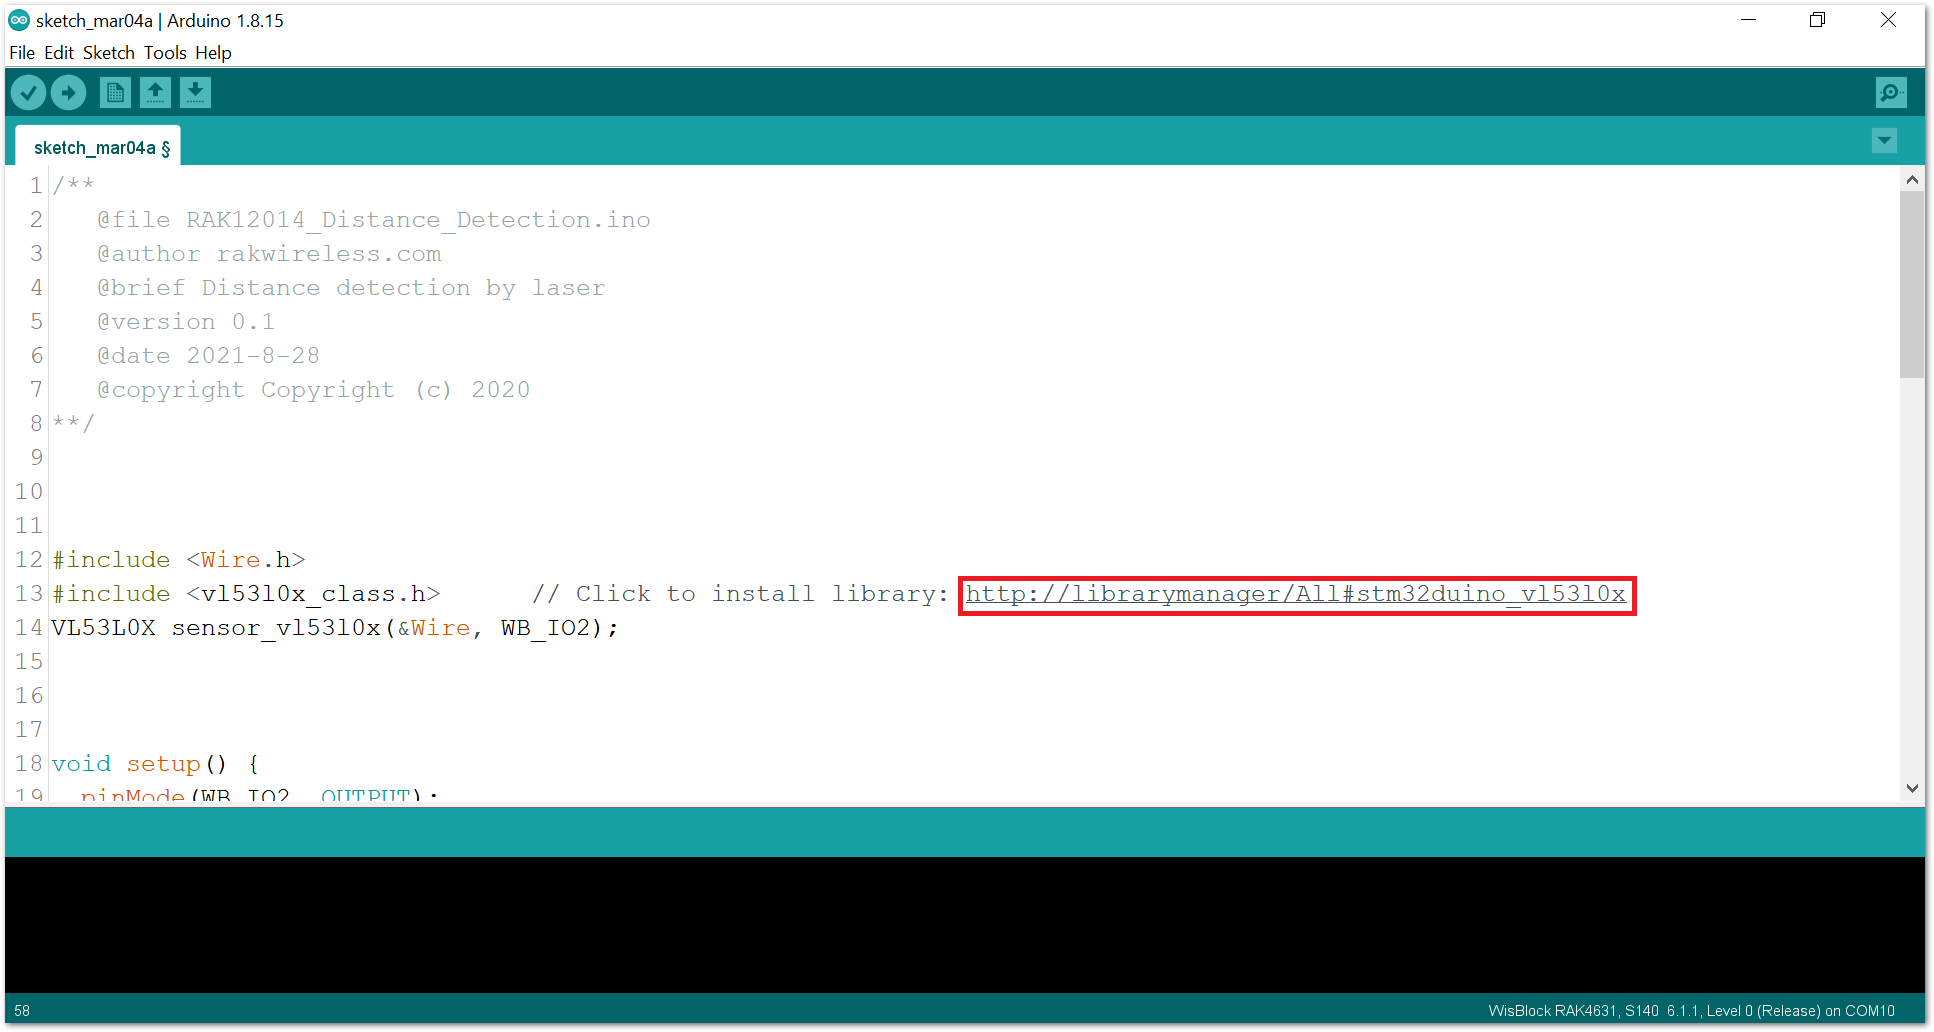 sketch_mar04a | Arduino 1.8.15
File Edit Sketch Tools Help
sketch_mar04a §
1 /**
2 @file RAK12014_Distance_Detection.ino
3 @author rakwireless.com
4 @brief Distance detection by laser
5 @version 0.1
6 @date 2021-8-28
7 @copyright Copyright (c) 2020
8 **/
9
10
11
12 #include <Wire.h>
13 #include <vl53l0x_class.h> // Click to install library: http://librarymanager/All#stm32duino_vl53l0x
14 VL53L0X sensor_vl53l0x(&Wire, WB_IO2);
15
16
17
18 void setup() {
19 pinMode(WB_IO2, OUTPUT);
58
WisBlock RAK4631, S140 6.1.1, Level 0 (Release) on COM10